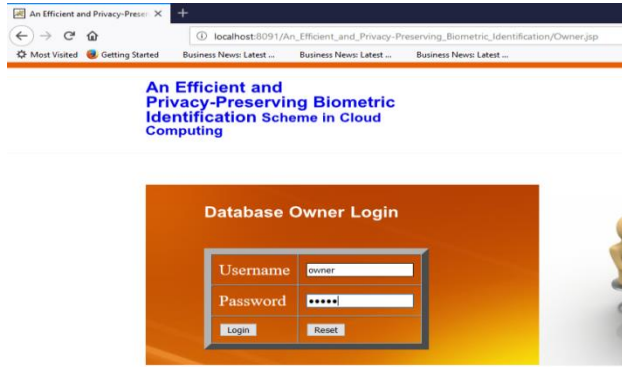 An Efficient and Privacy-Prese
localhost:8091/An_Efficient_and_Privacy-Preserving_Biometric_Identification/Owner.jsp
Most Visited Getting Started Business News: Latest ... Business News: Latest ... Business News: Latest ...
An Efficient and
Privacy-Preserving Biometric
Identification Scheme in Cloud
Computing
Database Owner Login
Username owner
Password •••••
Login Reset